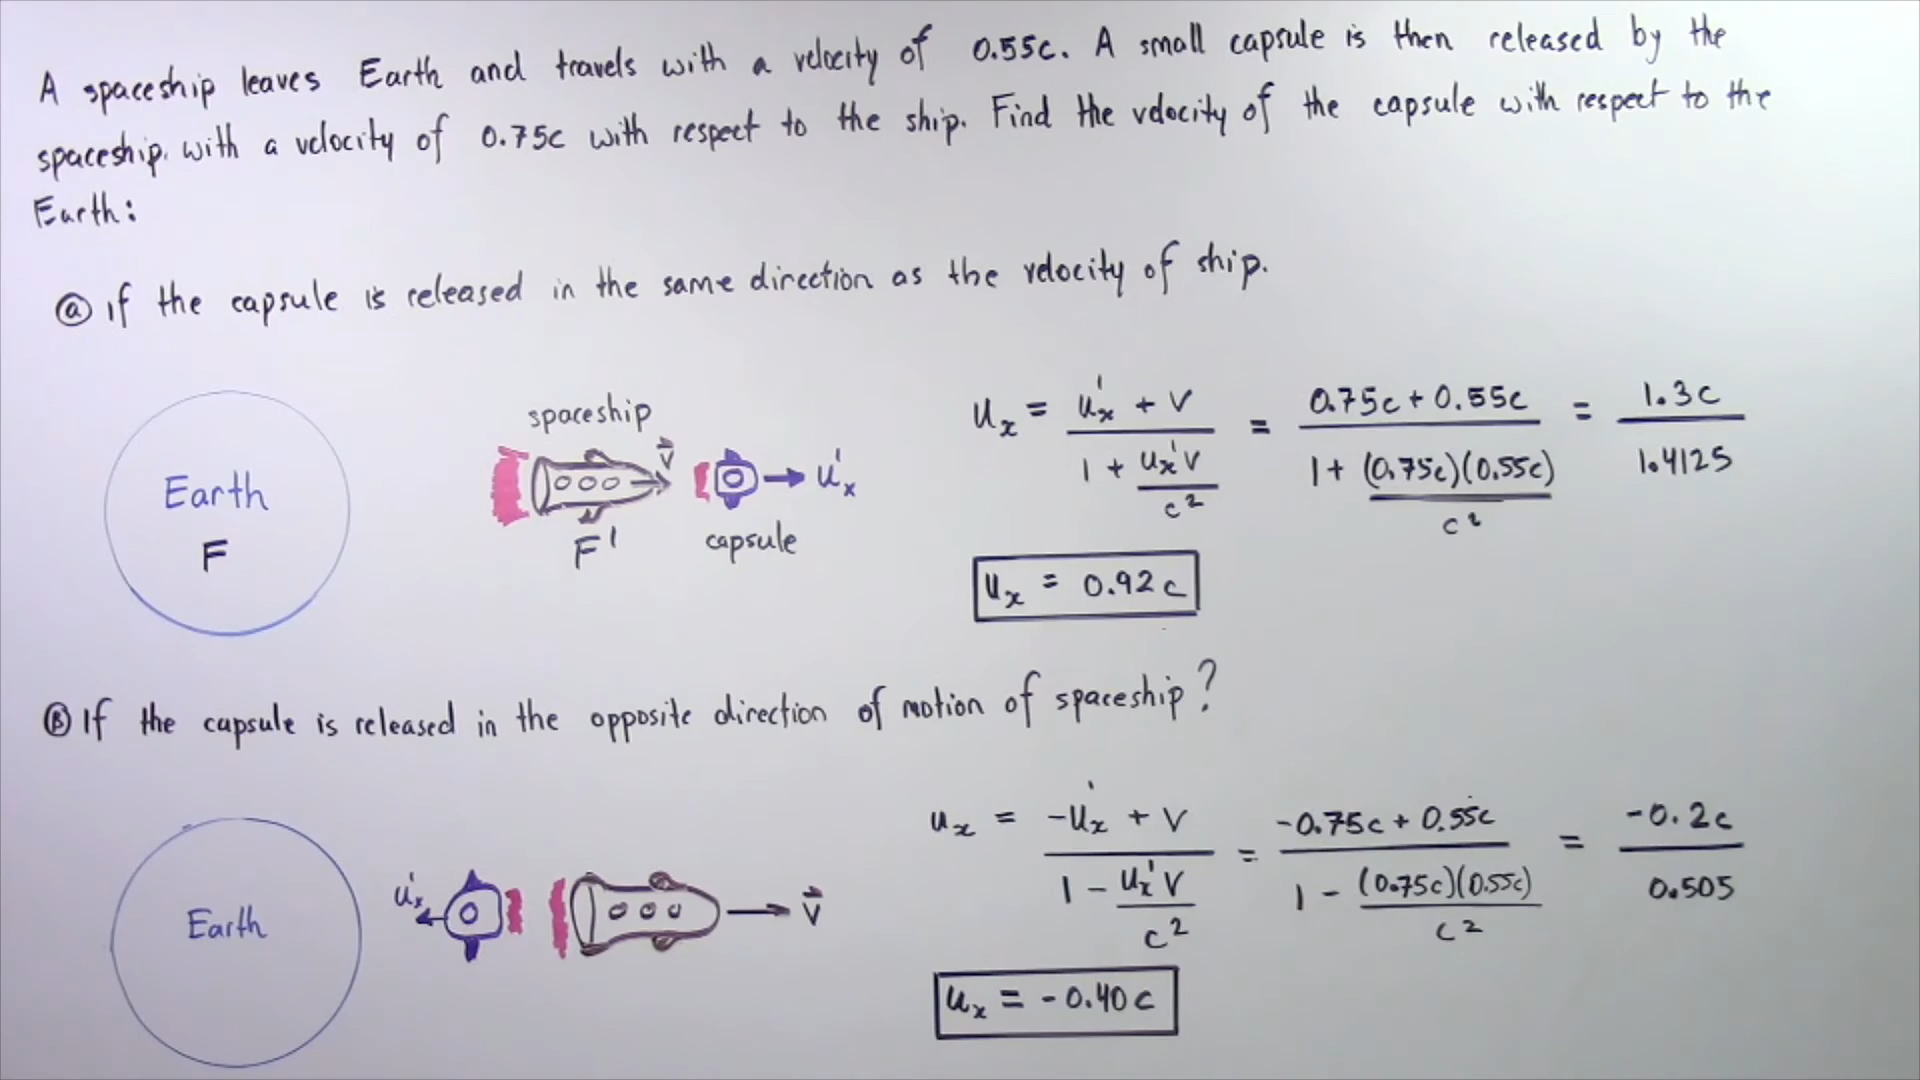 A spaceship leaves Earth and travels with a velocity of 0.55c. A small capsule is then released by the
spaceship. with a velocity of 0.75c with respect to the ship. Find the velocity of the capsule with respect to the
Earth:
ⓐ if the capsule is released in the same direction as the velocity of ship.
spaceship
Earth
F
v⃗
u'x
F'
capsule
ux = (u'x + v) / (1 + u'x v / c²) = (0.75c + 0.55c) / (1 + (0.75c)(0.55c) / c²) = 1.3c / 1.4125
ux = 0.92c
Ⓑ If the capsule is released in the opposite direction of motion of spaceship?
Earth
u'x
v⃗
ux = (-u'x + v) / (1 - u'x v / c²) = (-0.75c + 0.55c) / (1 - (0.75c)(0.55c) / c²) = -0.2c / 0.505
ux = -0.40c